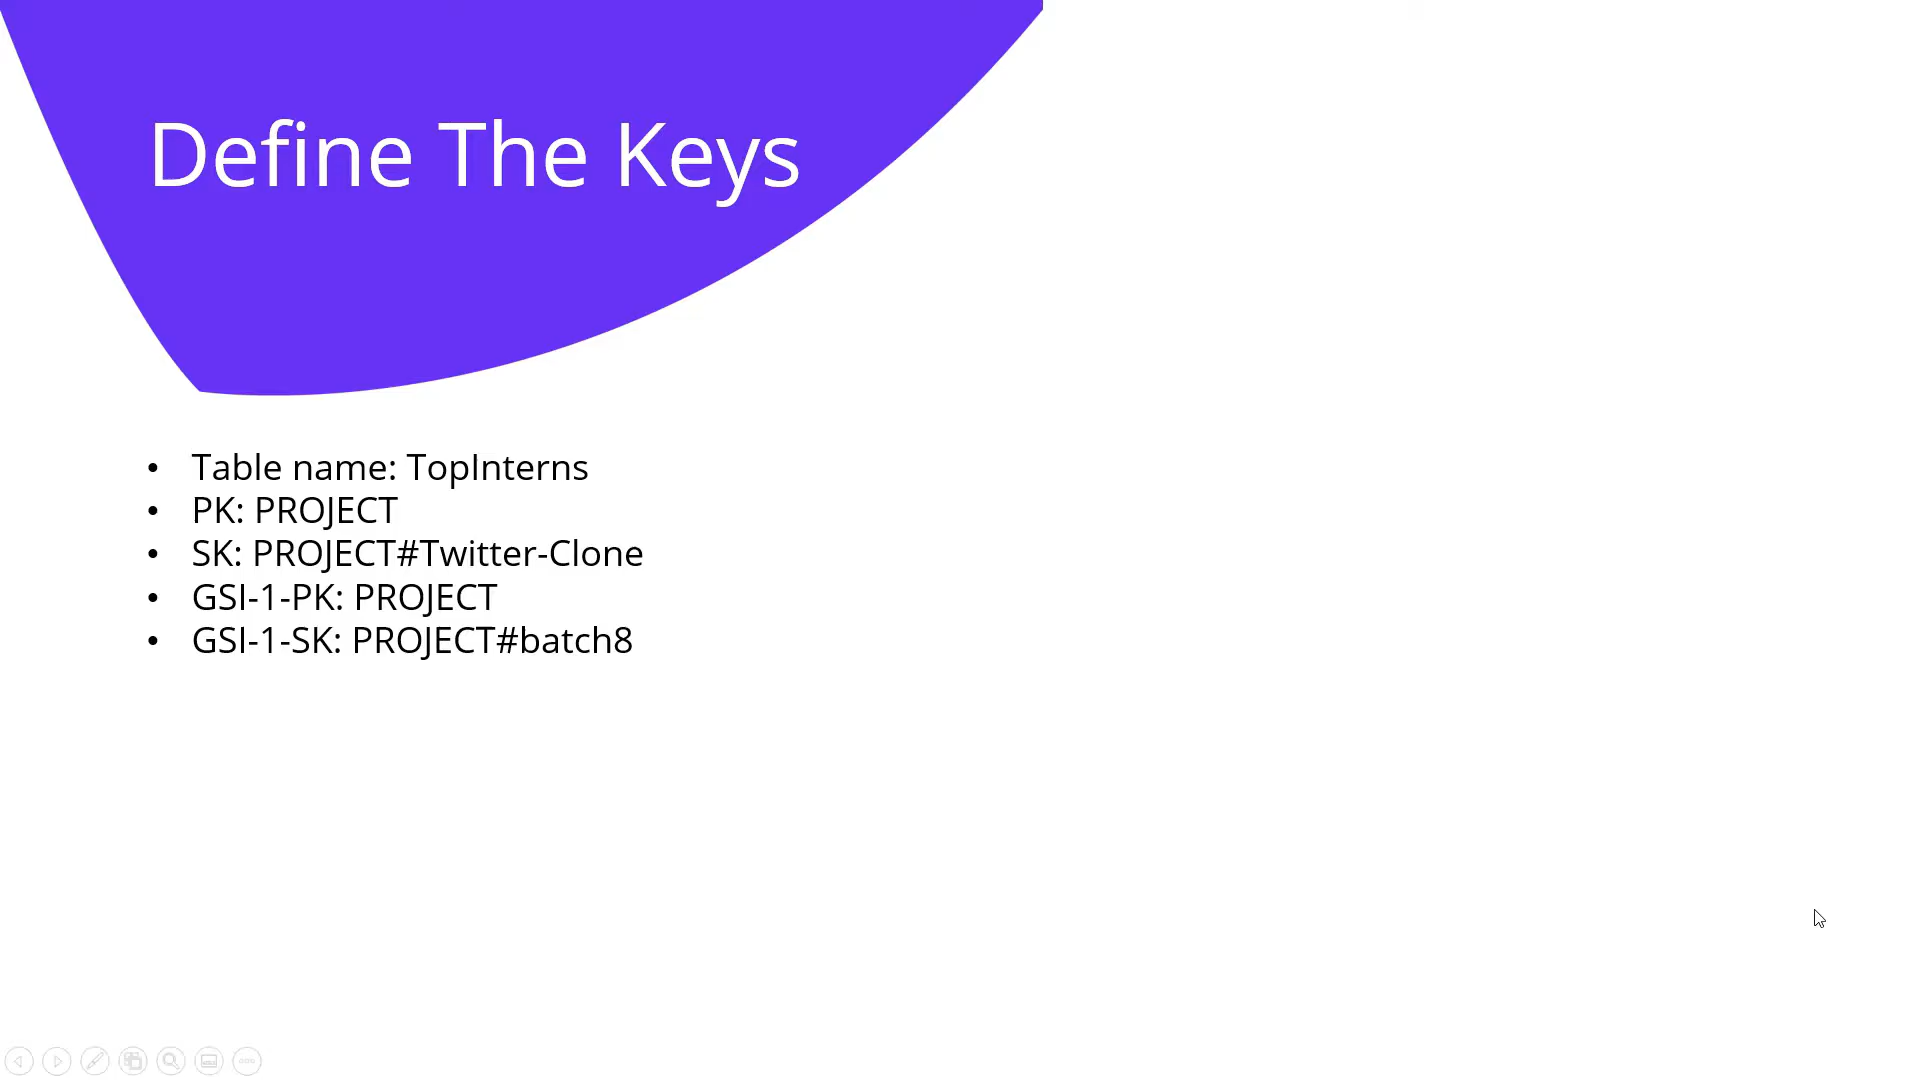 Define The Keys
• Table name: TopInterns
• PK: PROJECT
• SK: PROJECT#Twitter-Clone
• GSI-1-PK: PROJECT
• GSI-1-SK: PROJECT#batch8